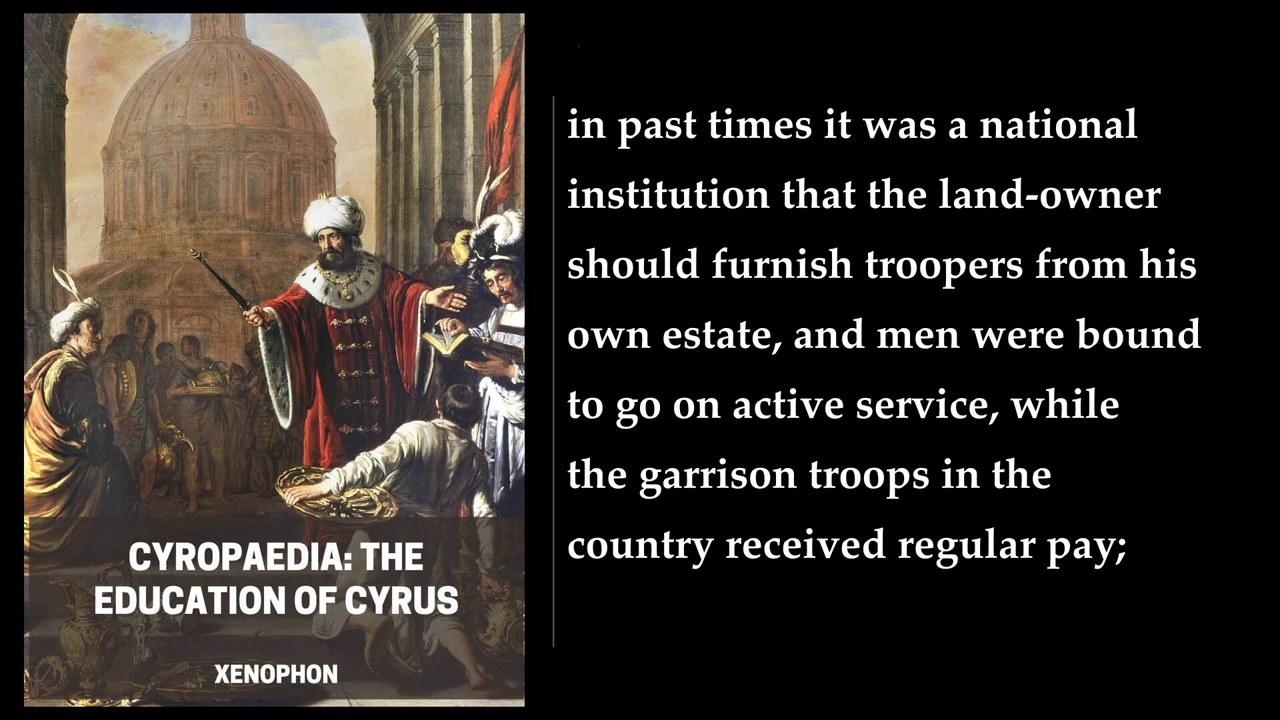 CYROPAEDIA: THE
EDUCATION OF CYRUS
XENOPHON
in past times it was a national
institution that the land-owner
should furnish troopers from his
own estate, and men were bound
to go on active service, while
the garrison troops in the
country received regular pay;